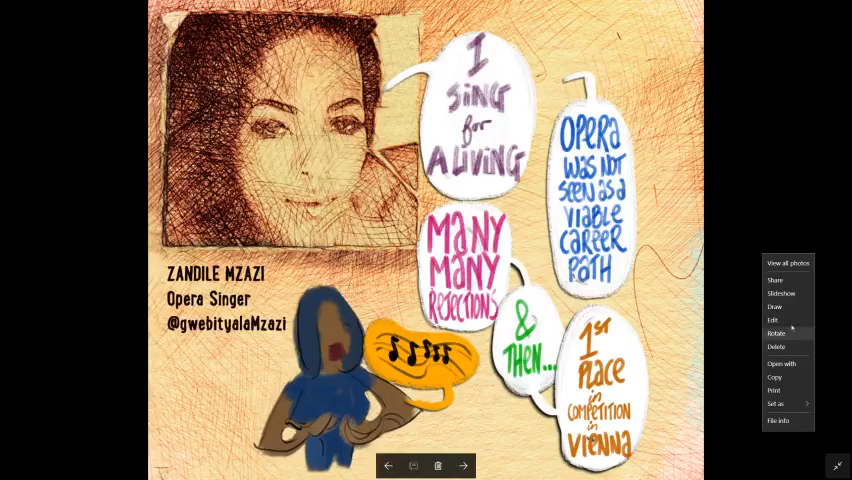 I
SING
for
A LIVING
OPERA
WAS NOT
SEEN AS A
VIABLE
CAREER
PATH
MANY
MANY
REJECTIONS
&
THEN...
1ST
PLACE
in
COMPETITION
in
VIENNA
ZANDILE MZAZI
Opera Singer
@gwebityalaMzazi
View all photos
Share
Slideshow
Draw
Edit
Rotate
Delete
Open with
Copy
Print
Set as
File info